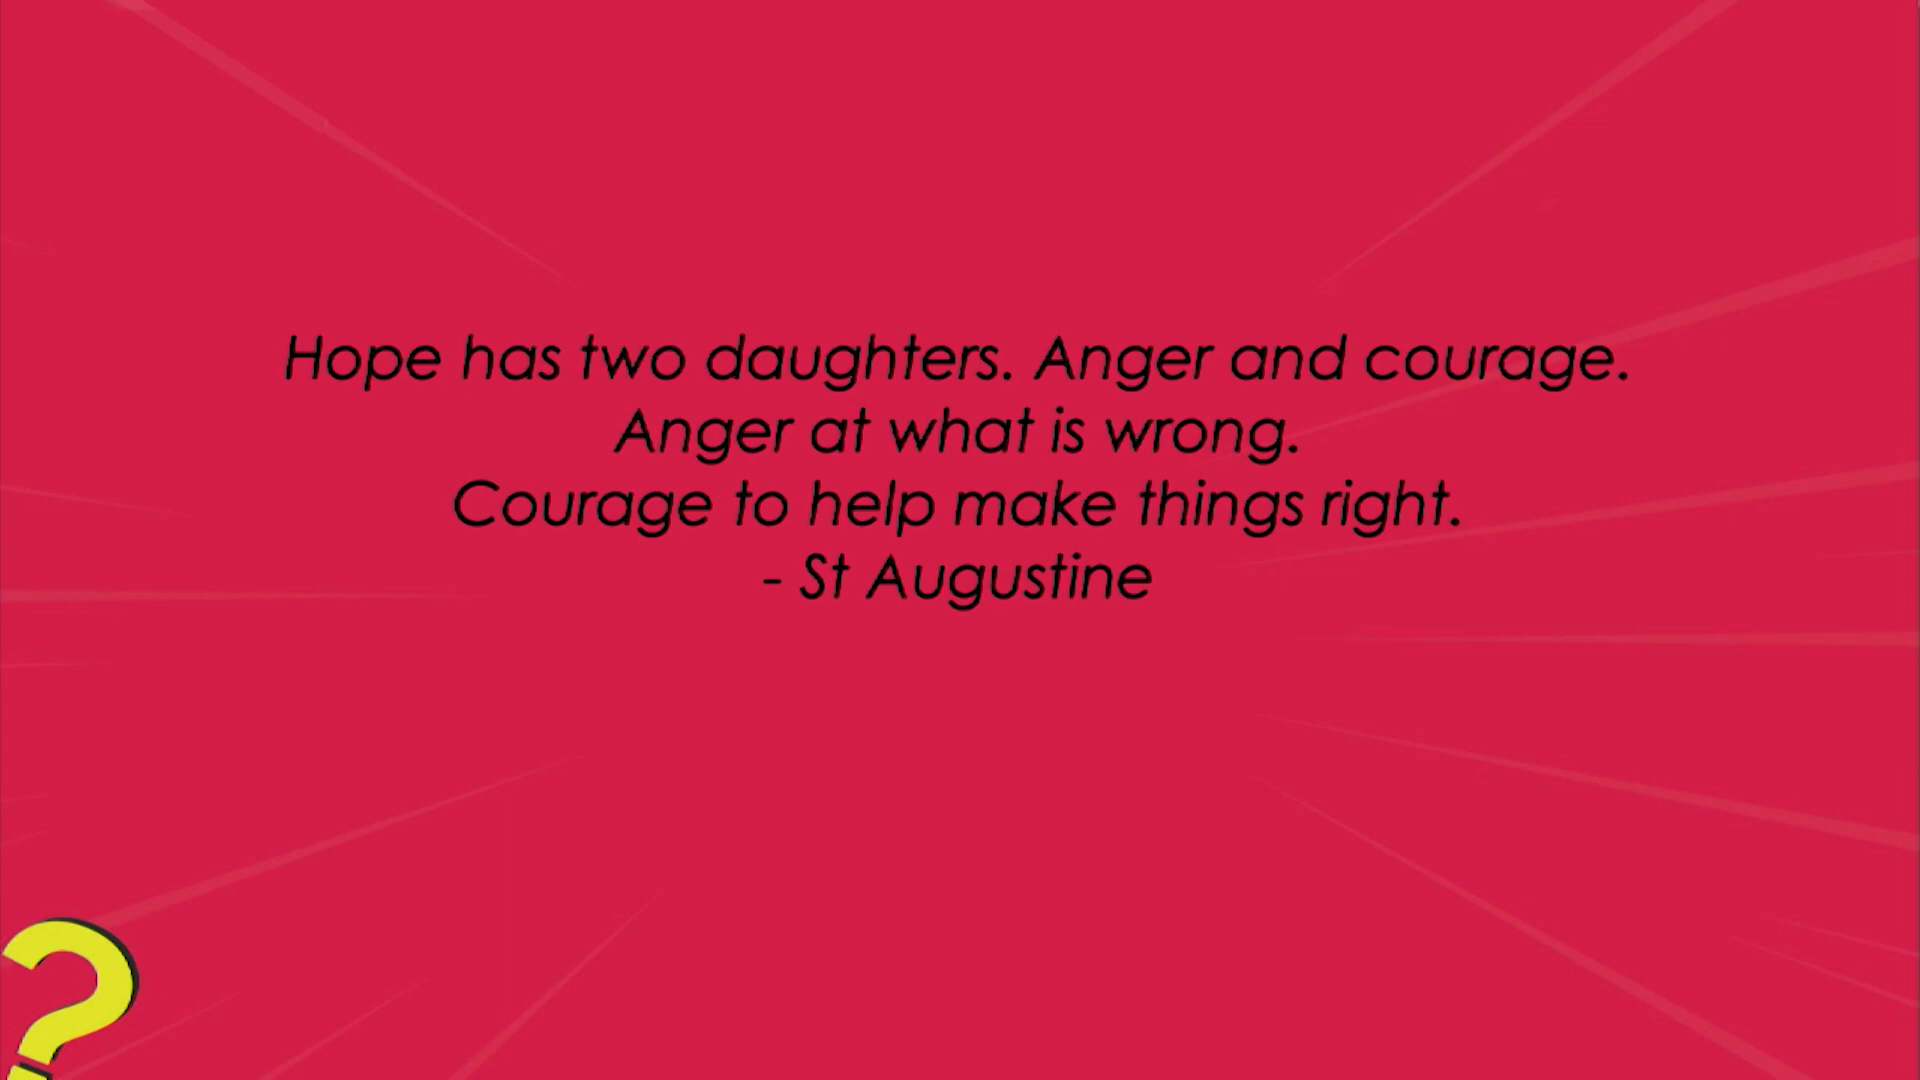 Hope has two daughters. Anger and courage.
Anger at what is wrong.
Courage to help make things right.
- St Augustine
?